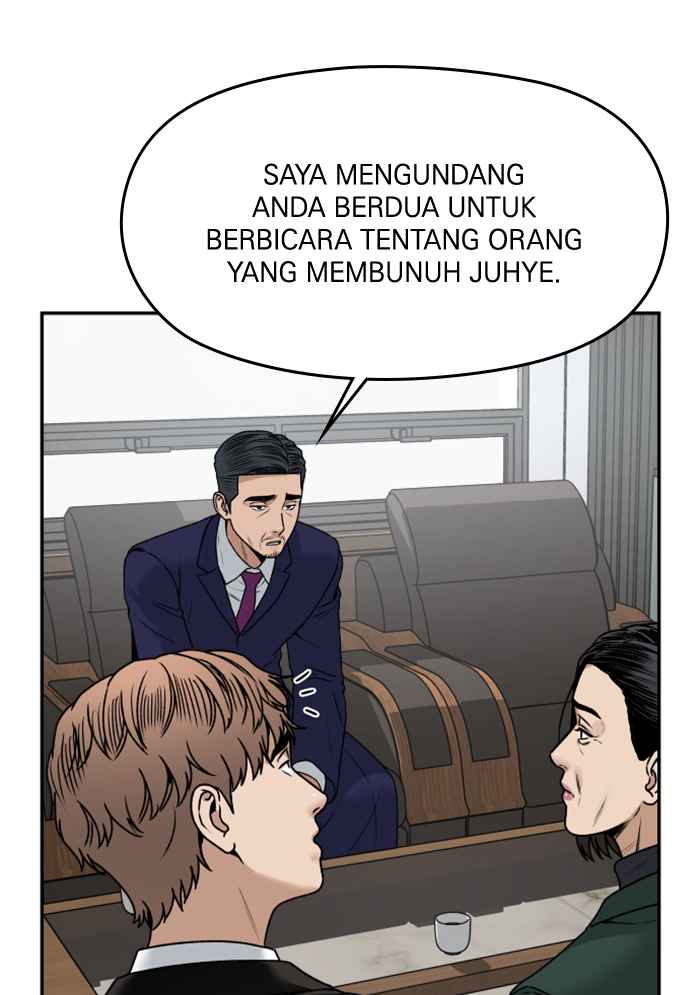 SAYA MENGUNDANG
ANDA BERDUA UNTUK
BERBICARA TENTANG ORANG
YANG MEMBUNUH JUHYE.